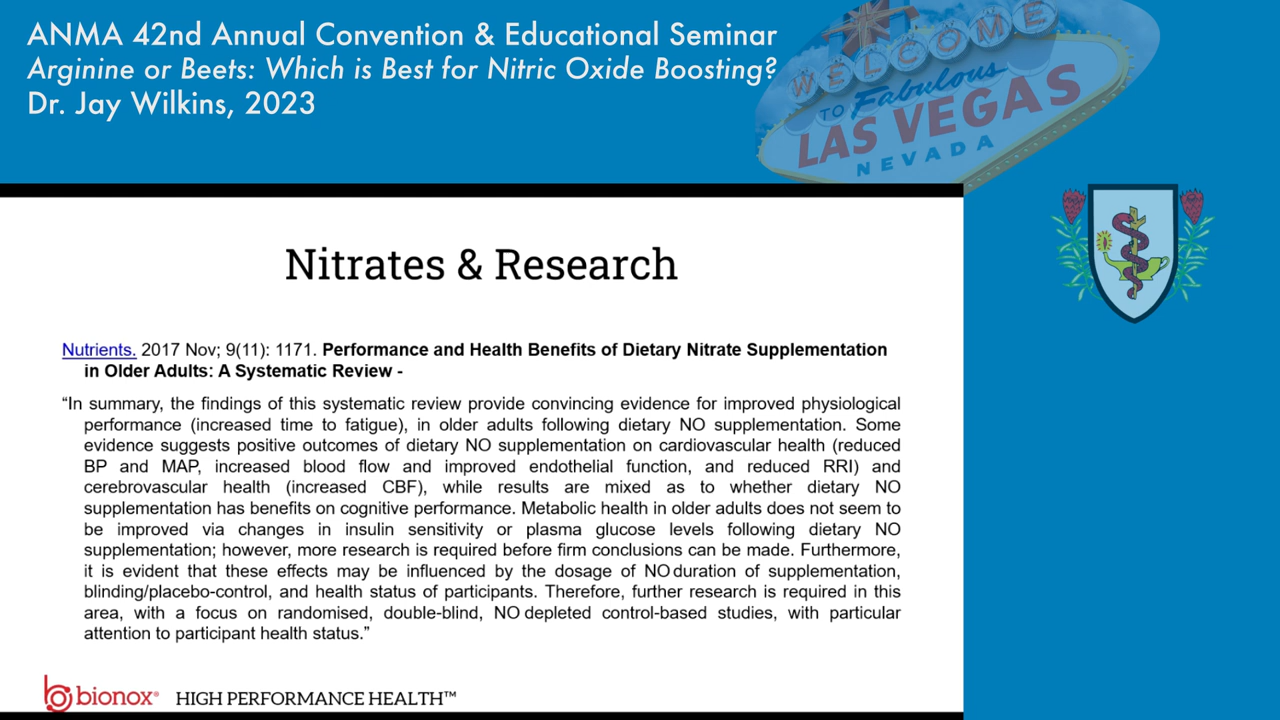 ANMA 42nd Annual Convention & Educational Seminar
Arginine or Beets: Which is Best for Nitric Oxide Boosting?
Dr. Jay Wilkins, 2023
WELCOME
TO Fabulous
LAS VEGAS
NEVADA
Nitrates & Research
Nutrients. 2017 Nov; 9(11): 1171. Performance and Health Benefits of Dietary Nitrate Supplementation
in Older Adults: A Systematic Review -
“In summary, the findings of this systematic review provide convincing evidence for improved physiological
performance (increased time to fatigue), in older adults following dietary NO supplementation. Some
evidence suggests positive outcomes of dietary NO supplementation on cardiovascular health (reduced
BP and MAP, increased blood flow and improved endothelial function, and reduced RRI) and
cerebrovascular health (increased CBF), while results are mixed as to whether dietary NO
supplementation has benefits on cognitive performance. Metabolic health in older adults does not seem to
be improved via changes in insulin sensitivity or plasma glucose levels following dietary NO
supplementation; however, more research is required before firm conclusions can be made. Furthermore,
it is evident that these effects may be influenced by the dosage of NO duration of supplementation,
blinding/placebo-control, and health status of participants. Therefore, further research is required in this
area, with a focus on randomised, double-blind, NO depleted control-based studies, with particular
attention to participant health status.”
bionox® HIGH PERFORMANCE HEALTH™